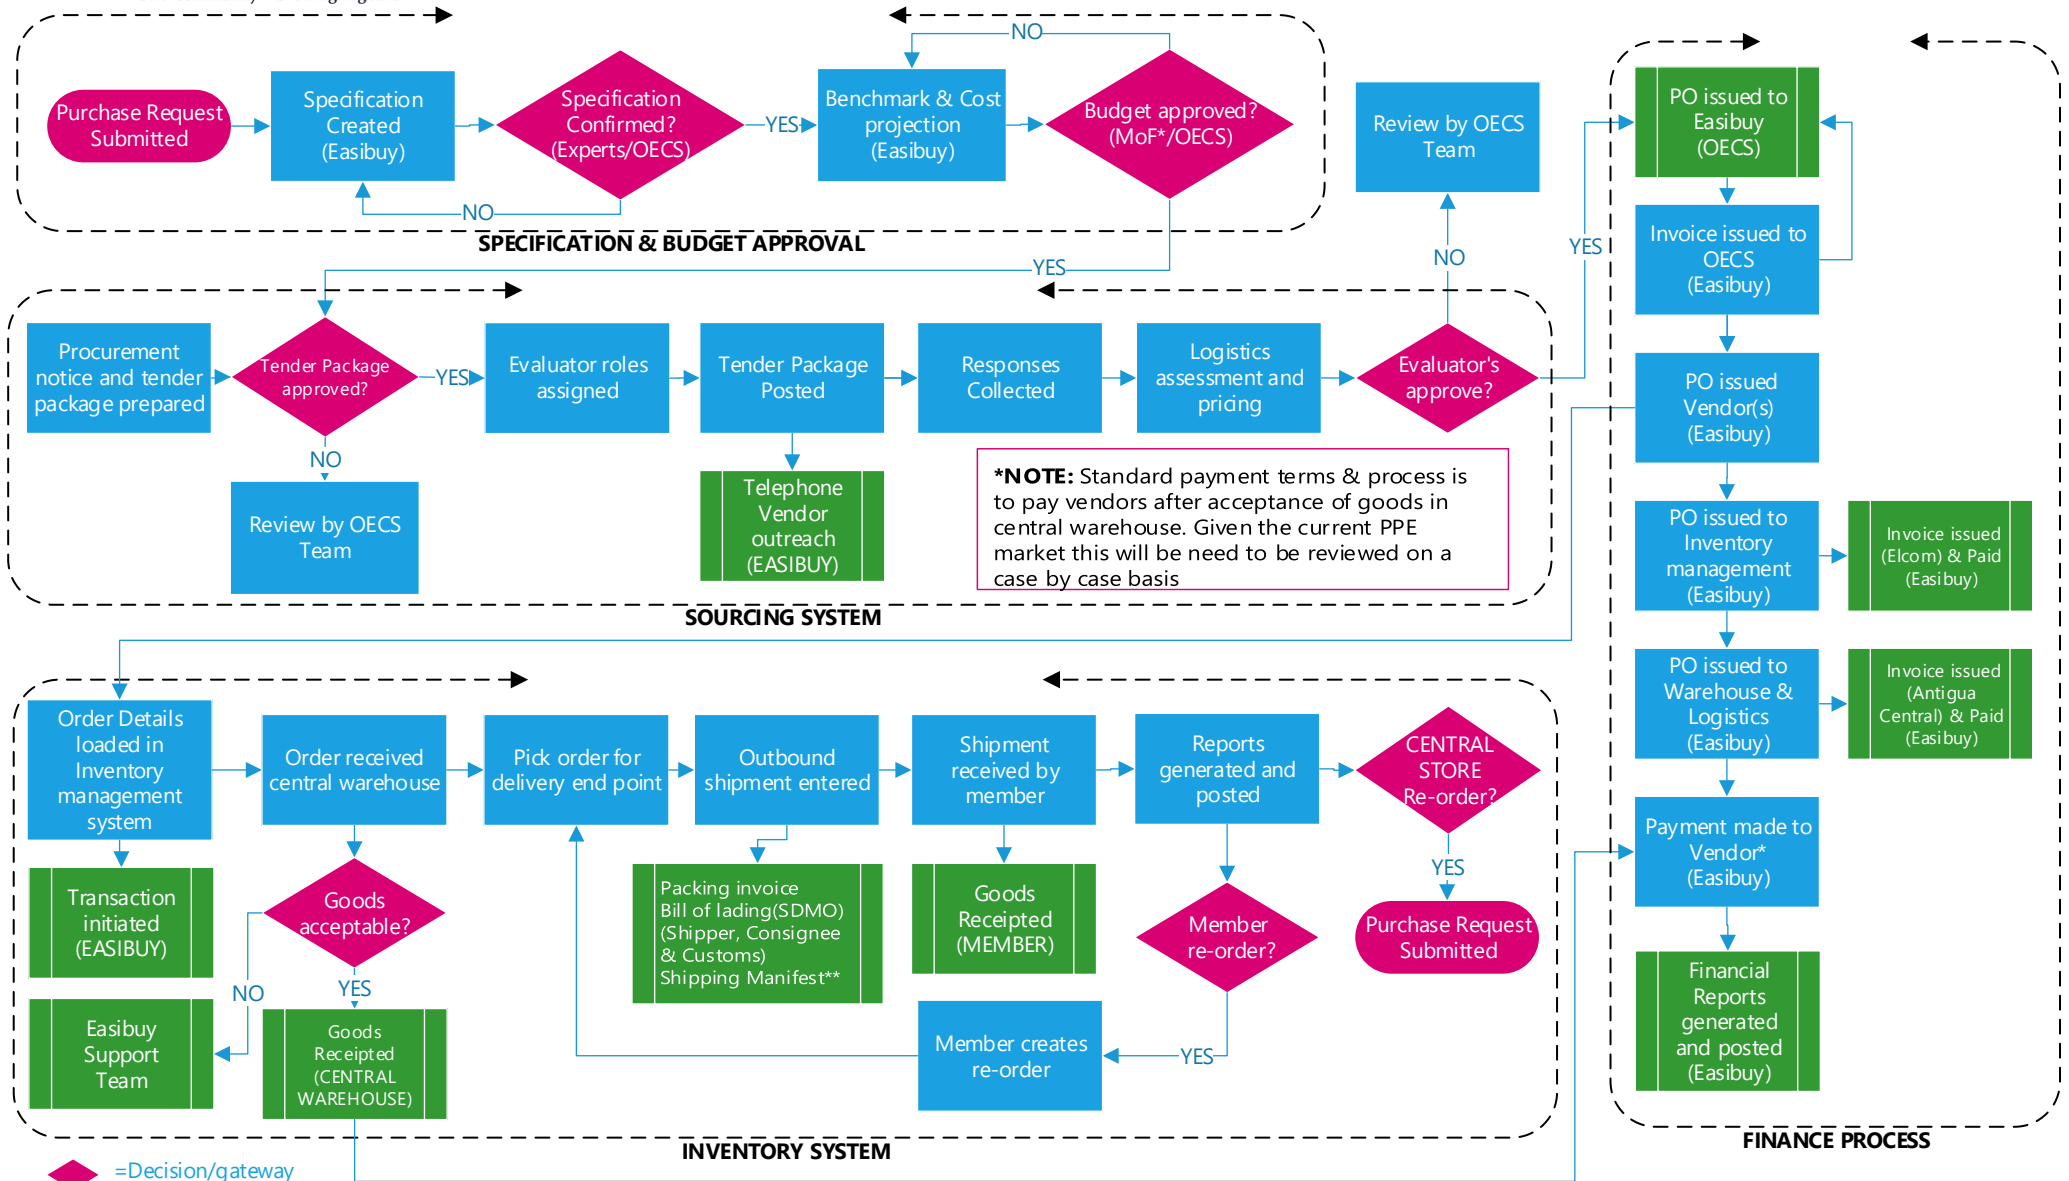 Purchase Request
Submitted
Specification
Created
(Easibuy)
Specification
Confirmed?
(Experts/OECS)
NO
YES
Benchmark & Cost
projection
(Easibuy)
NO
Budget approved?
(MoF*/OECS)
SPECIFICATION & BUDGET APPROVAL
YES
Review by OECS
Team
NO
YES
Procurement
notice and tender
package prepared
Tender Package
approved?
NO
Review by OECS
Team
YES
Evaluator roles
assigned
Tender Package
Posted
Telephone
Vendor
outreach
(EASIBUY)
Responses
Collected
Logistics
assessment and
pricing
Evaluator's
approve?
*NOTE: Standard payment terms & process is
to pay vendors after acceptance of goods in
central warehouse. Given the current PPE
market this will be need to be reviewed on a
case by case basis
SOURCING SYSTEM
Order Details
loaded in
Inventory
management
system
Transaction
initiated
(EASIBUY)
Easibuy
Support
Team
Order received
central warehouse
Goods
acceptable?
NO
YES
Goods
Receipted
(CENTRAL
WAREHOUSE)
Pick order for
delivery end point
Outbound
shipment entered
Packing invoice
Bill of lading(SDMO)
(Shipper, Consignee
& Customs)
Shipping Manifest**
Shipment
received by
member
Goods
Receipted
(MEMBER)
Reports
generated and
posted
Member
re-order?
YES
Member creates
re-order
CENTRAL
STORE
Re-order?
YES
Purchase Request
Submitted
INVENTORY SYSTEM
PO issued to
Easibuy
(OECS)
Invoice issued to
OECS
(Easibuy)
PO issued
Vendor(s)
(Easibuy)
PO issued to
Inventory
management
(Easibuy)
Invoice issued
(Elcom) & Paid
(Easibuy)
PO issued to
Warehouse &
Logistics
(Easibuy)
Invoice issued
(Antigua
Central) & Paid
(Easibuy)
Payment made to
Vendor*
(Easibuy)
Financial
Reports
generated
and posted
(Easibuy)
FINANCE PROCESS
=Decision/gateway